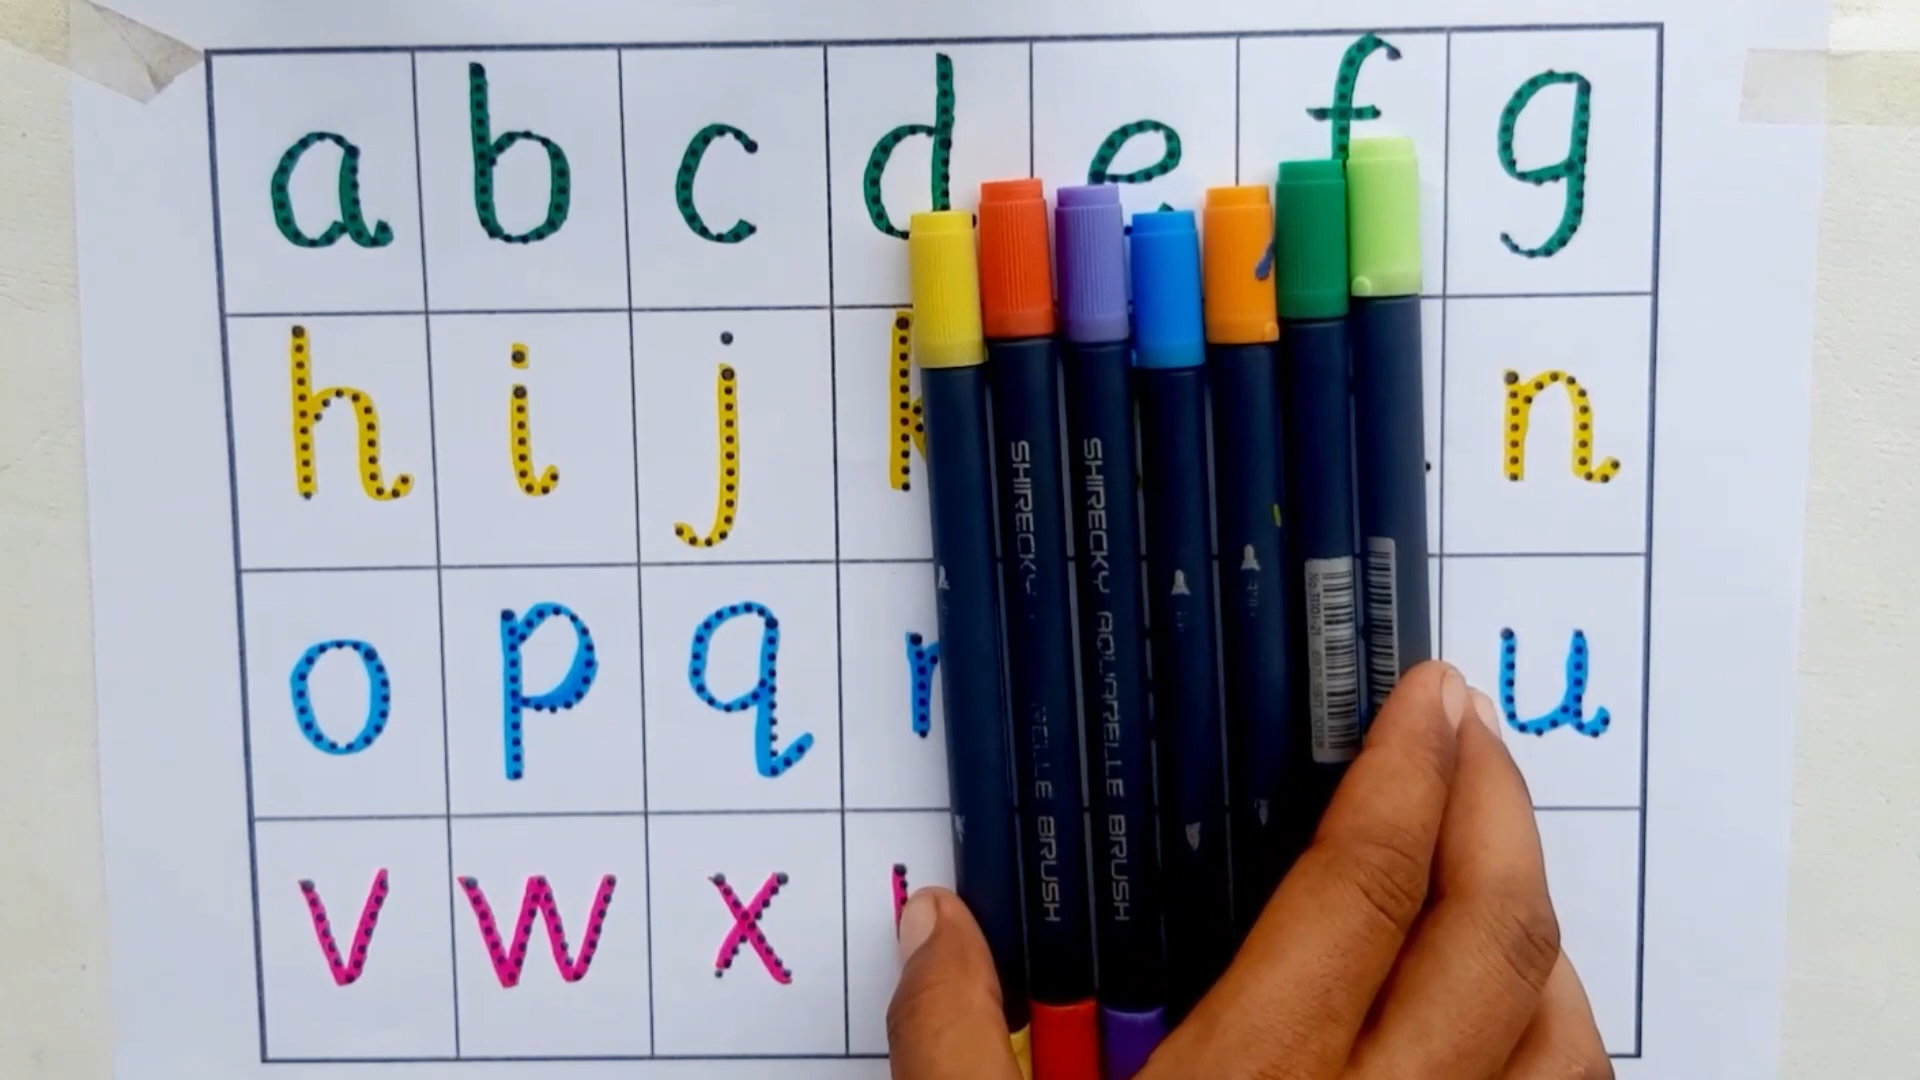 a b c d e f g
h i j k n
o p q r u
v w x
SHIRECKY
ELLE BRUSH
SHIRECKY AQUARELLE BRUSH